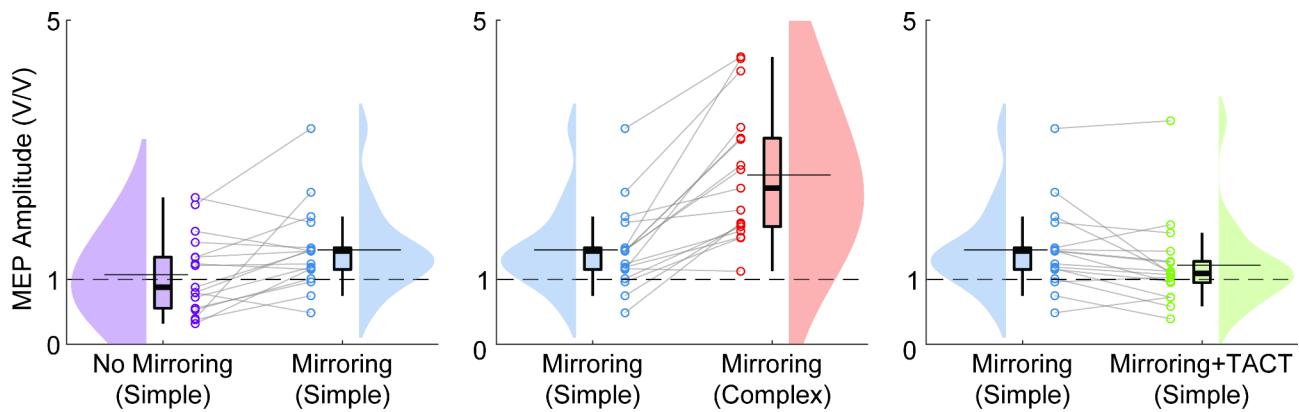 MEP Amplitude (V/V)
5
1
0
No Mirroring
(Simple)
Mirroring
(Simple)
5
1
0
Mirroring
(Simple)
Mirroring
(Complex)
5
1
0
Mirroring
(Simple)
Mirroring+TACT
(Simple)